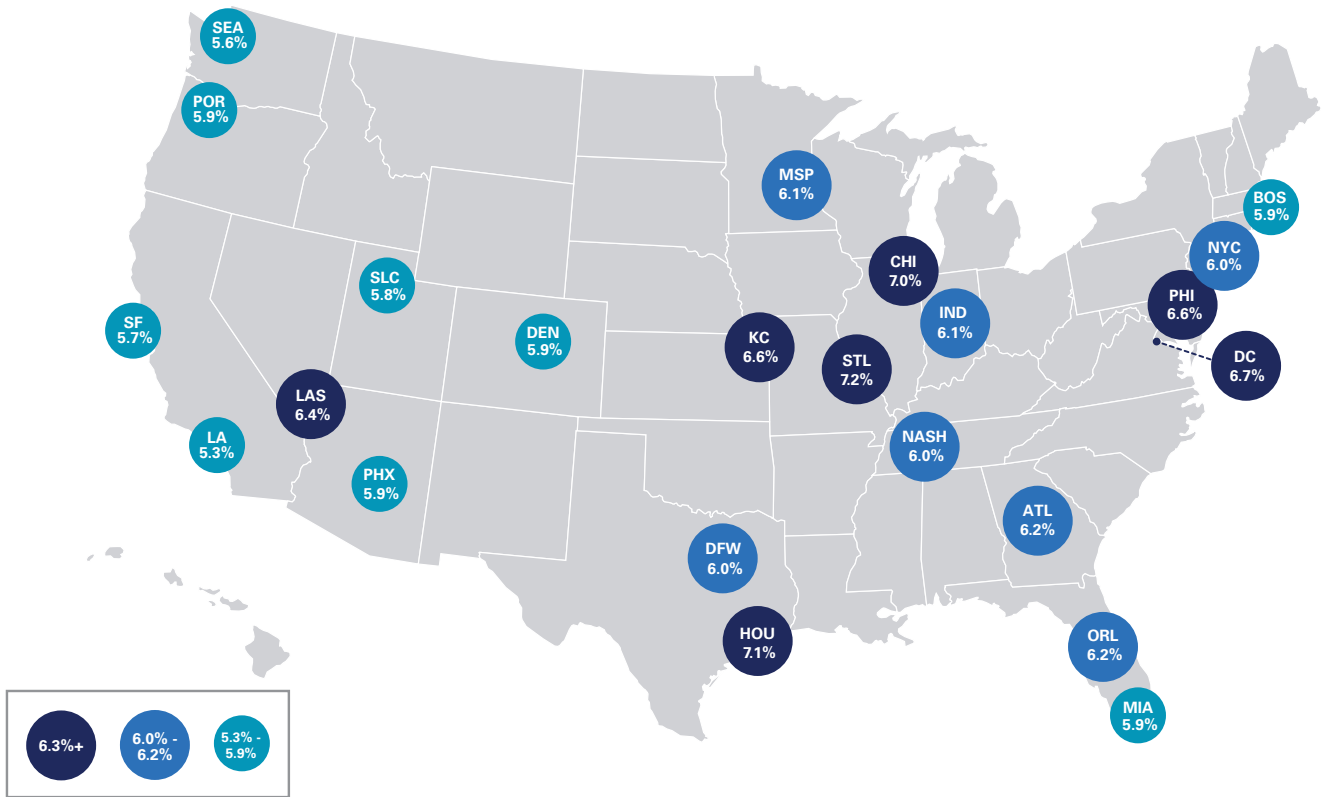 SEA
5.6%
POR
5.9%
MSP
6.1%
BOS
5.9%
NYC
6.0%
CHI
7.0%
SLC
5.8%
PHI
6.6%
SF
5.7%
DEN
5.9%
KC
6.6%
IND
6.1%
STL
7.2%
DC
6.7%
LAS
6.4%
LA
5.3%
NASH
6.0%
PHX
5.9%
ATL
6.2%
DFW
6.0%
HOU
7.1%
ORL
6.2%
MIA
5.9%
6.3%+
6.0% -
6.2%
5.3% -
5.9%